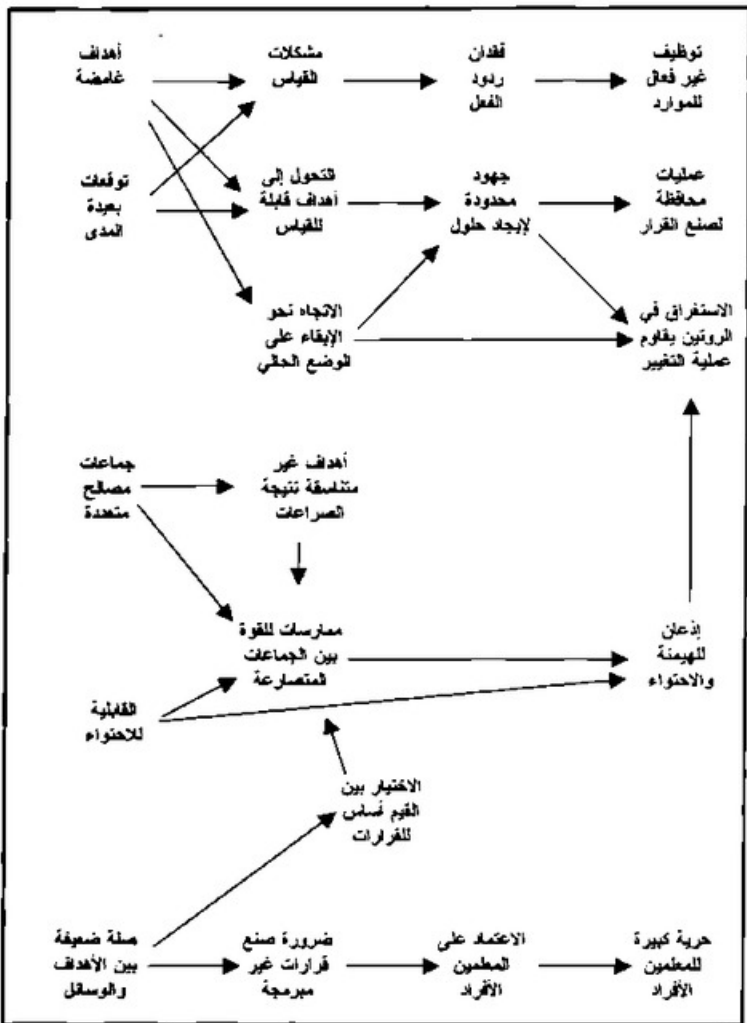 أهداف
غامضة
مشكلات
القياس
فقدان
ردود
الفعل
توظيف
غير فعال
للموارد
توقعات
بعيدة
المدى
التحول إلى
أهداف قابلة
للقياس
جهود
محدودة
لإيجاد حلول
عمليات
محافظة
لصنع القرار
الاتجاه نحو
الإبقاء على
الوضع الحالي
الاستغراق في
الروتين يقاوم
عملية التغيير
جماعات
مصالح
متعددة
أهداف غير
متناسقة نتيجة
الصراعات
ممارسات للقوة
بين الجماعات
المتصارعة
إذعان
للهيمنة
والاحتواء
القابلية
للاحتواء
الاختيار بين
القيم أساس
للقرارات
صلة ضعيفة
بين الأهداف
والوسائل
ضرورة صنع
قرارات غير
مبرمجة
الاعتماد على
المعلمين
الأفراد
حرية كبيرة
للمعلمين
الأفراد